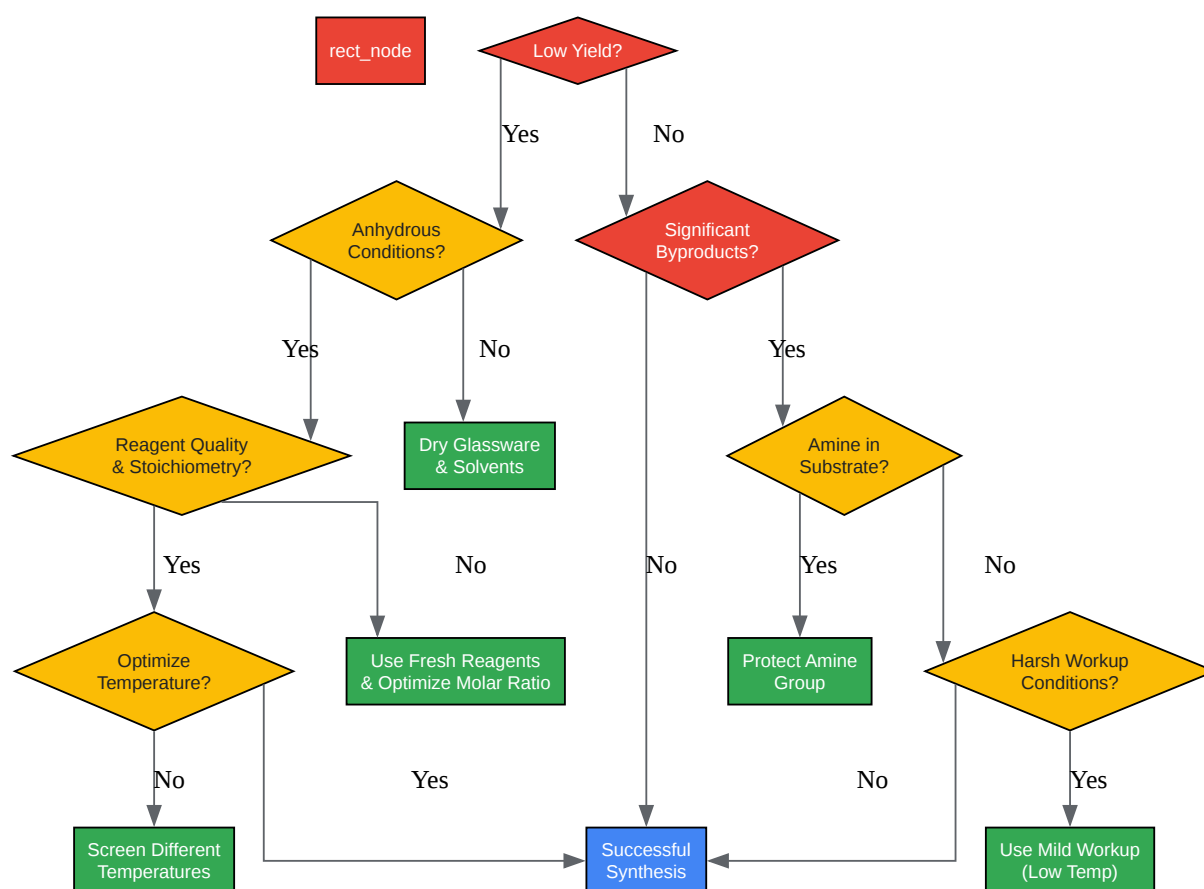 rect_node
Low Yield?
Yes
No
Anhydrous
Conditions?
Significant
Byproducts?
Yes
No
Yes
Reagent Quality
& Stoichiometry?
Dry Glassware
& Solvents
Amine in
Substrate?
Yes
No
No
Yes
No
Optimize
Temperature?
Use Fresh Reagents
& Optimize Molar Ratio
Protect Amine
Group
Harsh Workup
Conditions?
No
Yes
No
Yes
Screen Different
Temperatures
Successful
Synthesis
Use Mild Workup
(Low Temp)